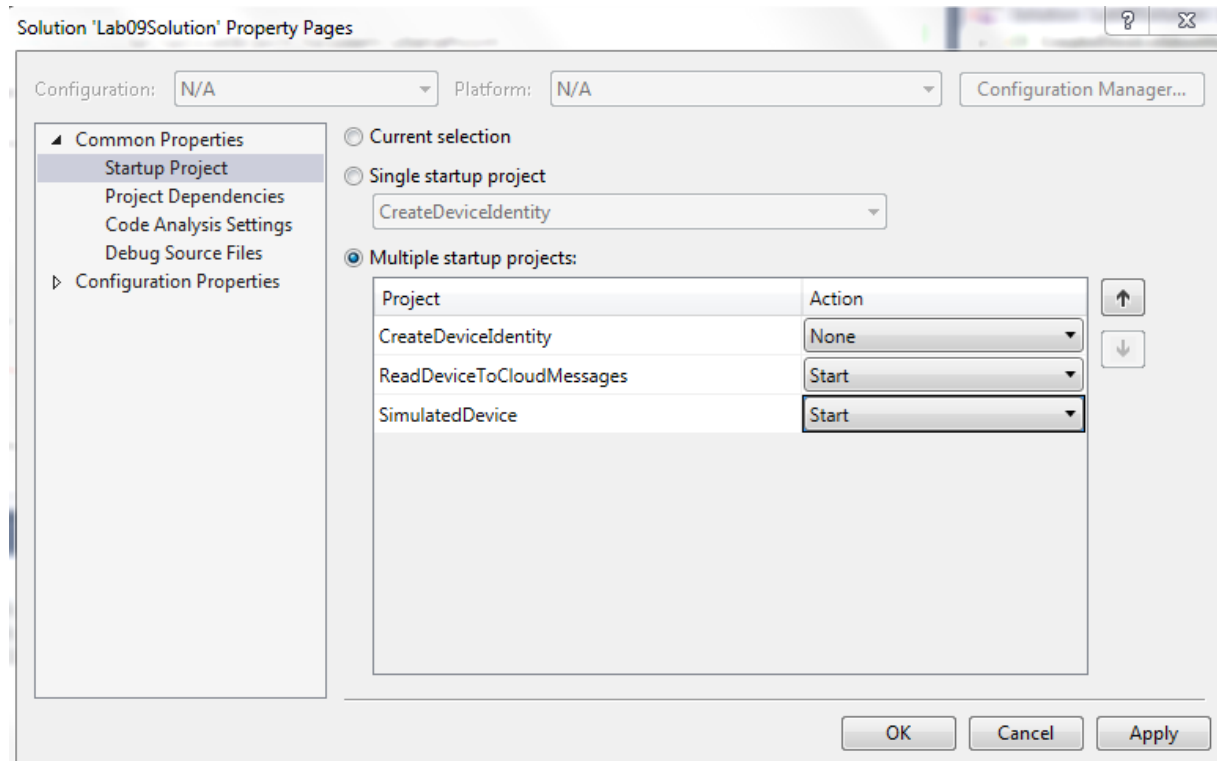 Solution 'Lab09Solution' Property Pages
Configuration: N/A Platform: N/A Configuration Manager...
Common Properties
Startup Project
Project Dependencies
Code Analysis Settings
Debug Source Files
Configuration Properties
Current selection
Single startup project
CreateDeviceIdentity
Multiple startup projects:
Project Action
CreateDeviceIdentity None
ReadDeviceToCloudMessages Start
SimulatedDevice Start
OK Cancel Apply